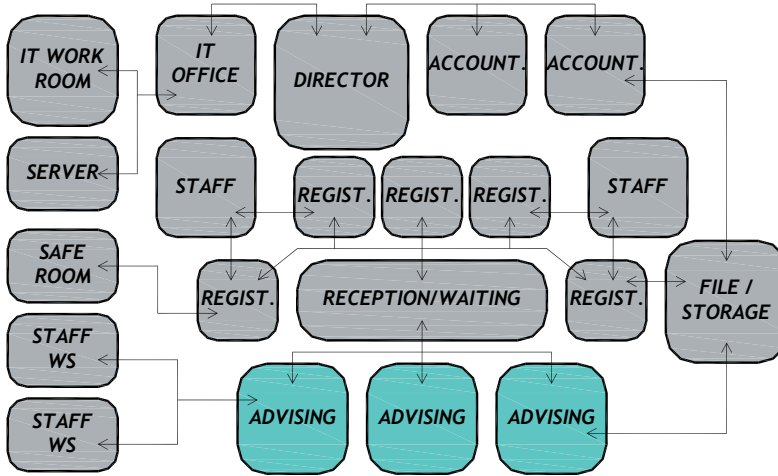 IT WORK
ROOM
IT
OFFICE
DIRECTOR
ACCOUNT.
ACCOUNT.
SERVER
STAFF
REGIST.
REGIST.
REGIST.
STAFF
SAFE
ROOM
REGIST.
RECEPTION/WAITING
REGIST.
FILE /
STORAGE
STAFF
WS
STAFF
WS
ADVISING
ADVISING
ADVISING